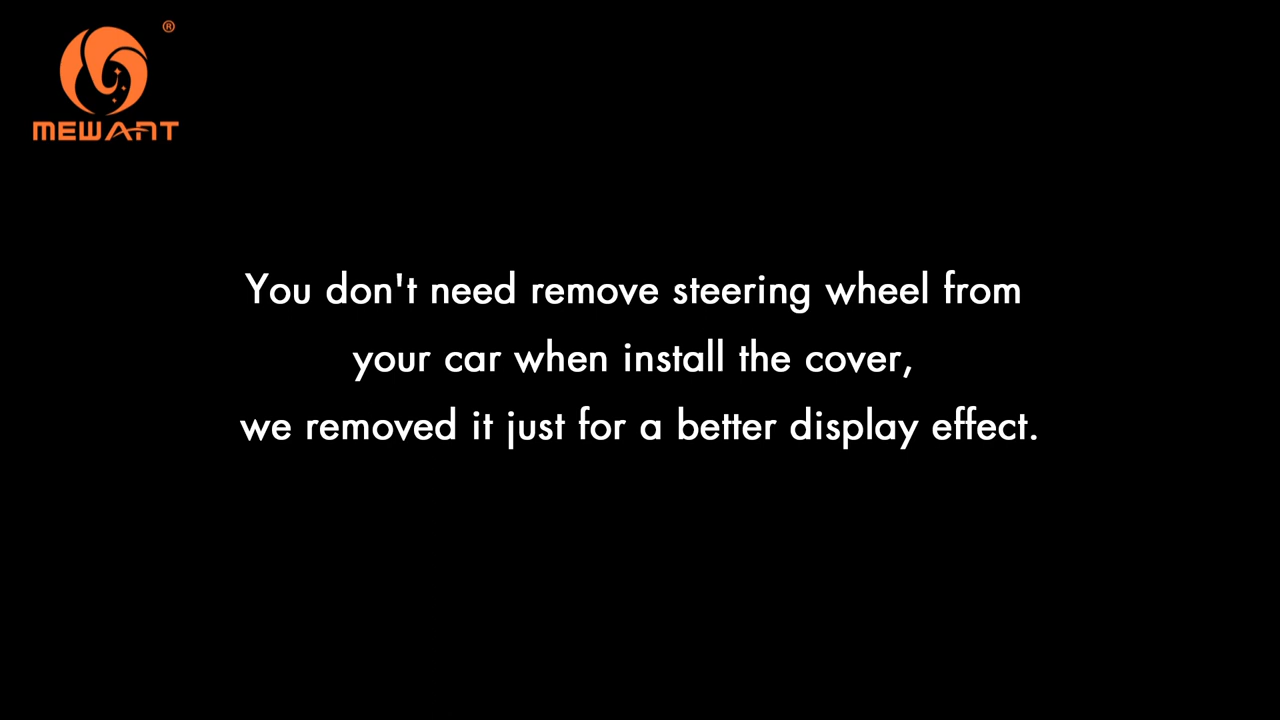 ®
MEWANT
You don't need remove steering wheel from
your car when install the cover,
we removed it just for a better display effect.